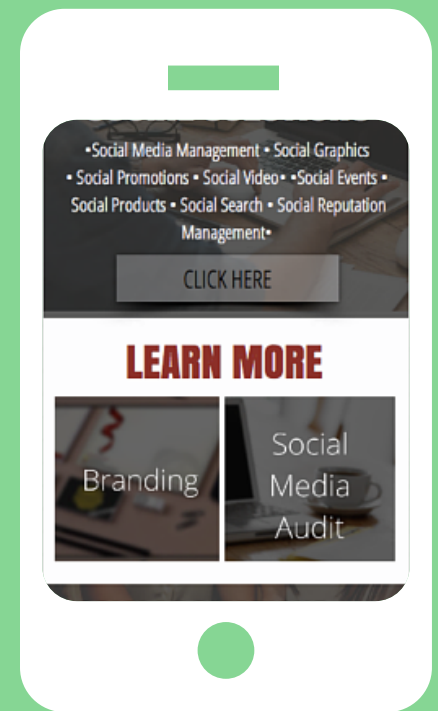 •Social Media Management • Social Graphics
• Social Promotions • Social Video• •Social Events •
Social Products • Social Search • Social Reputation
Management•
CLICK HERE
LEARN MORE
Branding
Social
Media
Audit